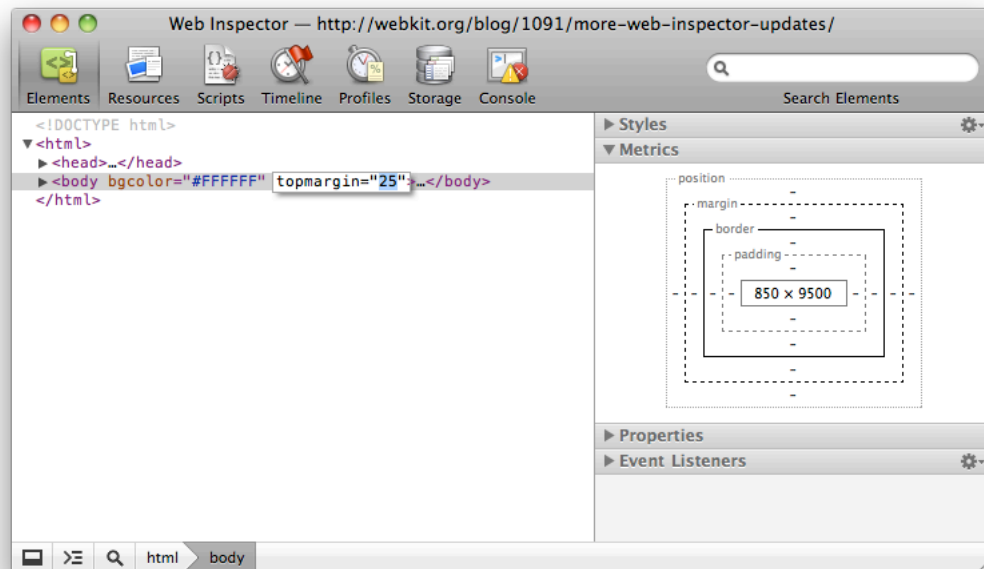 Web Inspector — http://webkit.org/blog/1091/more-web-inspector-updates/
Elements Resources Scripts Timeline Profiles Storage Console Search Elements
<!DOCTYPE html>
▼<html>
▶<head>…</head>
▶<body bgcolor="#FFFFFF" topmargin="25">…</body>
</html>
▶ Styles
▼ Metrics
position
-
margin
-
border
-
padding
-
- - - - 850 × 9500 - - - -
-
-
-
-
▶ Properties
▶ Event Listeners
html body